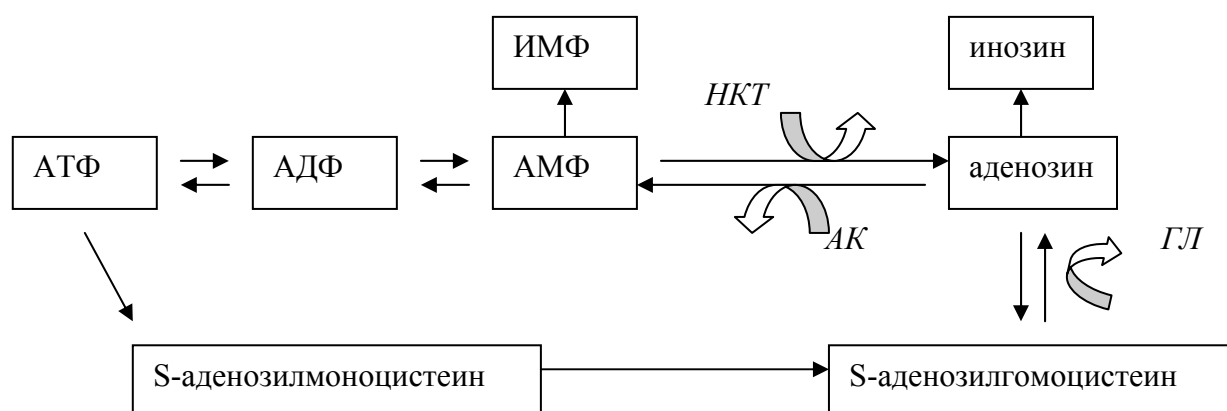 ИМФ
инозин
НКТ
АТФ
АДФ
АМФ
аденозин
АК
ГЛ
S-аденозилмоноцистеин
S-аденозилгомоцистеин